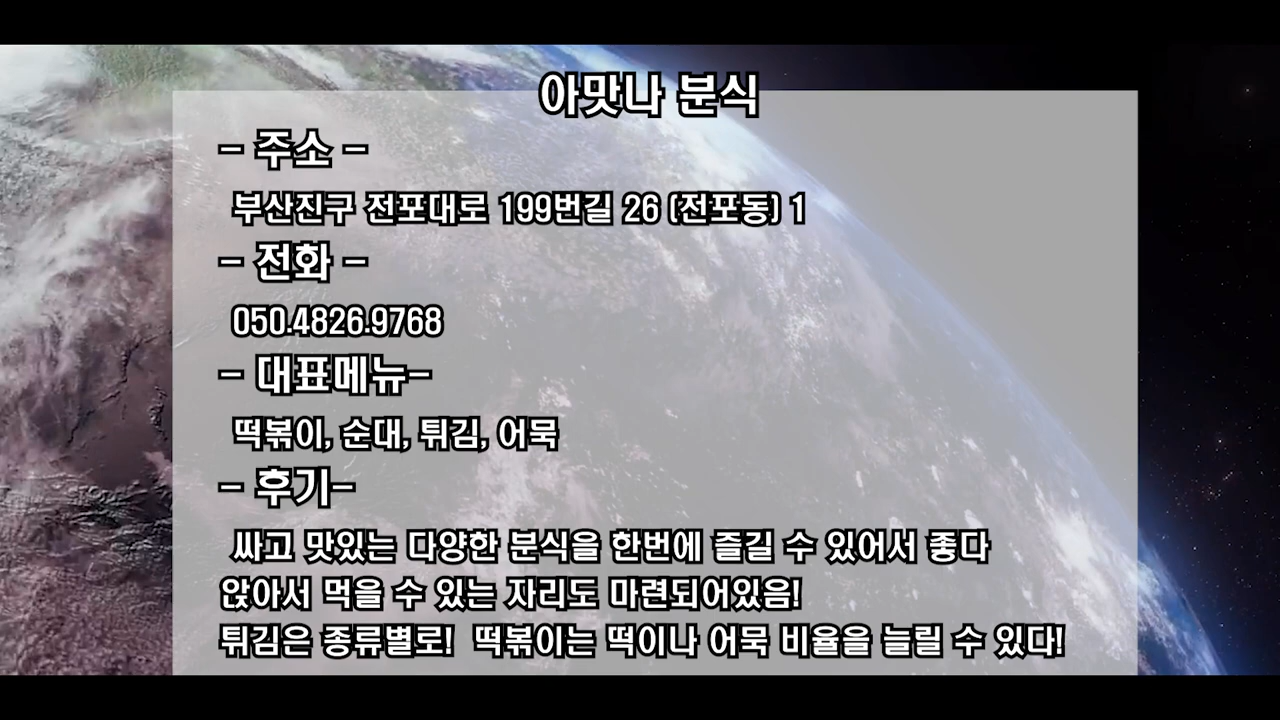 아맛나 분식
- 주소 -
부산진구 전포대로 199번길 26 (전포동) 1
- 전화 -
050.4826.9768
- 대표메뉴-
떡볶이, 순대, 튀김, 어묵
- 후기-
싸고 맛있는 다양한 분식을 한번에 즐길 수 있어서 좋다
앉아서 먹을 수 있는 자리도 마련되어있음!
튀김은 종류별로! 떡볶이는 떡이나 어묵 비율을 늘릴 수 있다!